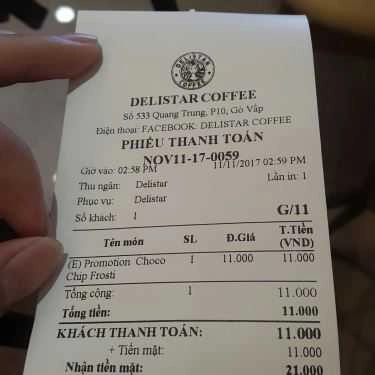 DELISTAR
COFFEE
DELISTAR COFFEE
Số 533 Quang Trung, P10, Gò Vấp
Điện thoại: FACEBOOK: DELISTAR COFFEE
PHIẾU THANH TOÁN
NOV11-17-0059
Giờ vào: 02:58 PM 11/11/2017 02:59 PM
Thu ngân: Delistar Lần in: 1
Phục vụ: Delistar
Số khách: 1 G/11
Tên món SL Đ.Giá T.Tiền (VND)
(E) Promotion Choco 1 11.000 11.000
Chip Frosti
Tổng cộng: 1 11.000
Tổng tiền: 11.000
KHÁCH THANH TOÁN: 11.000
+ Tiền mặt: 11.000
Nhận tiền mặt: 21.000